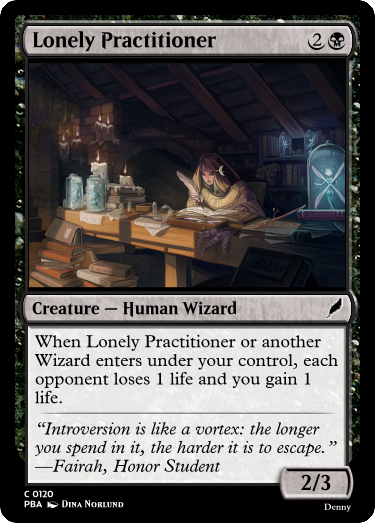 Lonely Practitioner 2
Creature — Human Wizard
When Lonely Practitioner or another
Wizard enters under your control, each
opponent loses 1 life and you gain 1
life.
“Introversion is like a vortex: the longer
you spend in it, the harder it is to escape.”
—Fairah, Honor Student
2/3
C 0120
PBA DINA NORLUND
Denny